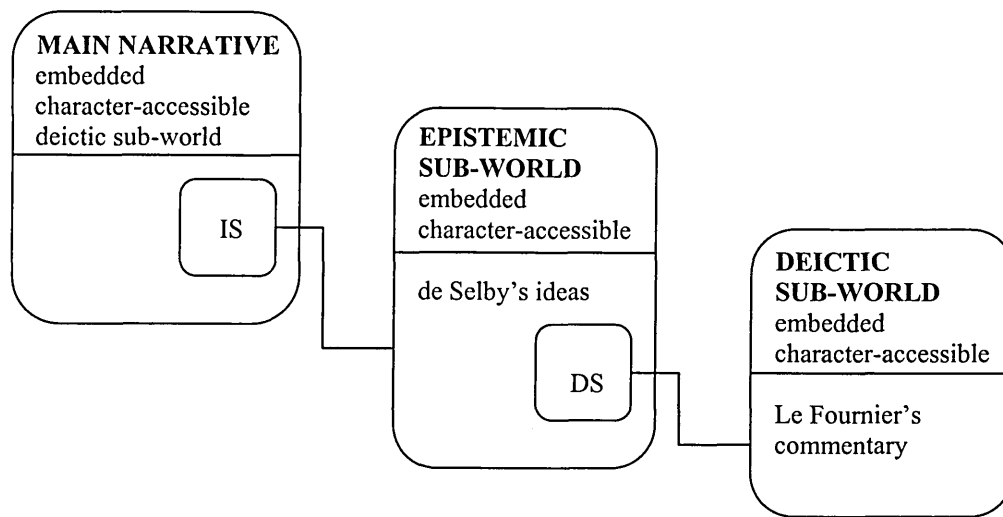 MAIN NARRATIVE
embedded
character-accessible
deictic sub-world
IS
EPISTEMIC
SUB-WORLD
embedded
character-accessible
de Selby’s ideas
DS
DEICTIC
SUB-WORLD
embedded
character-accessible
Le Fournier’s
commentary